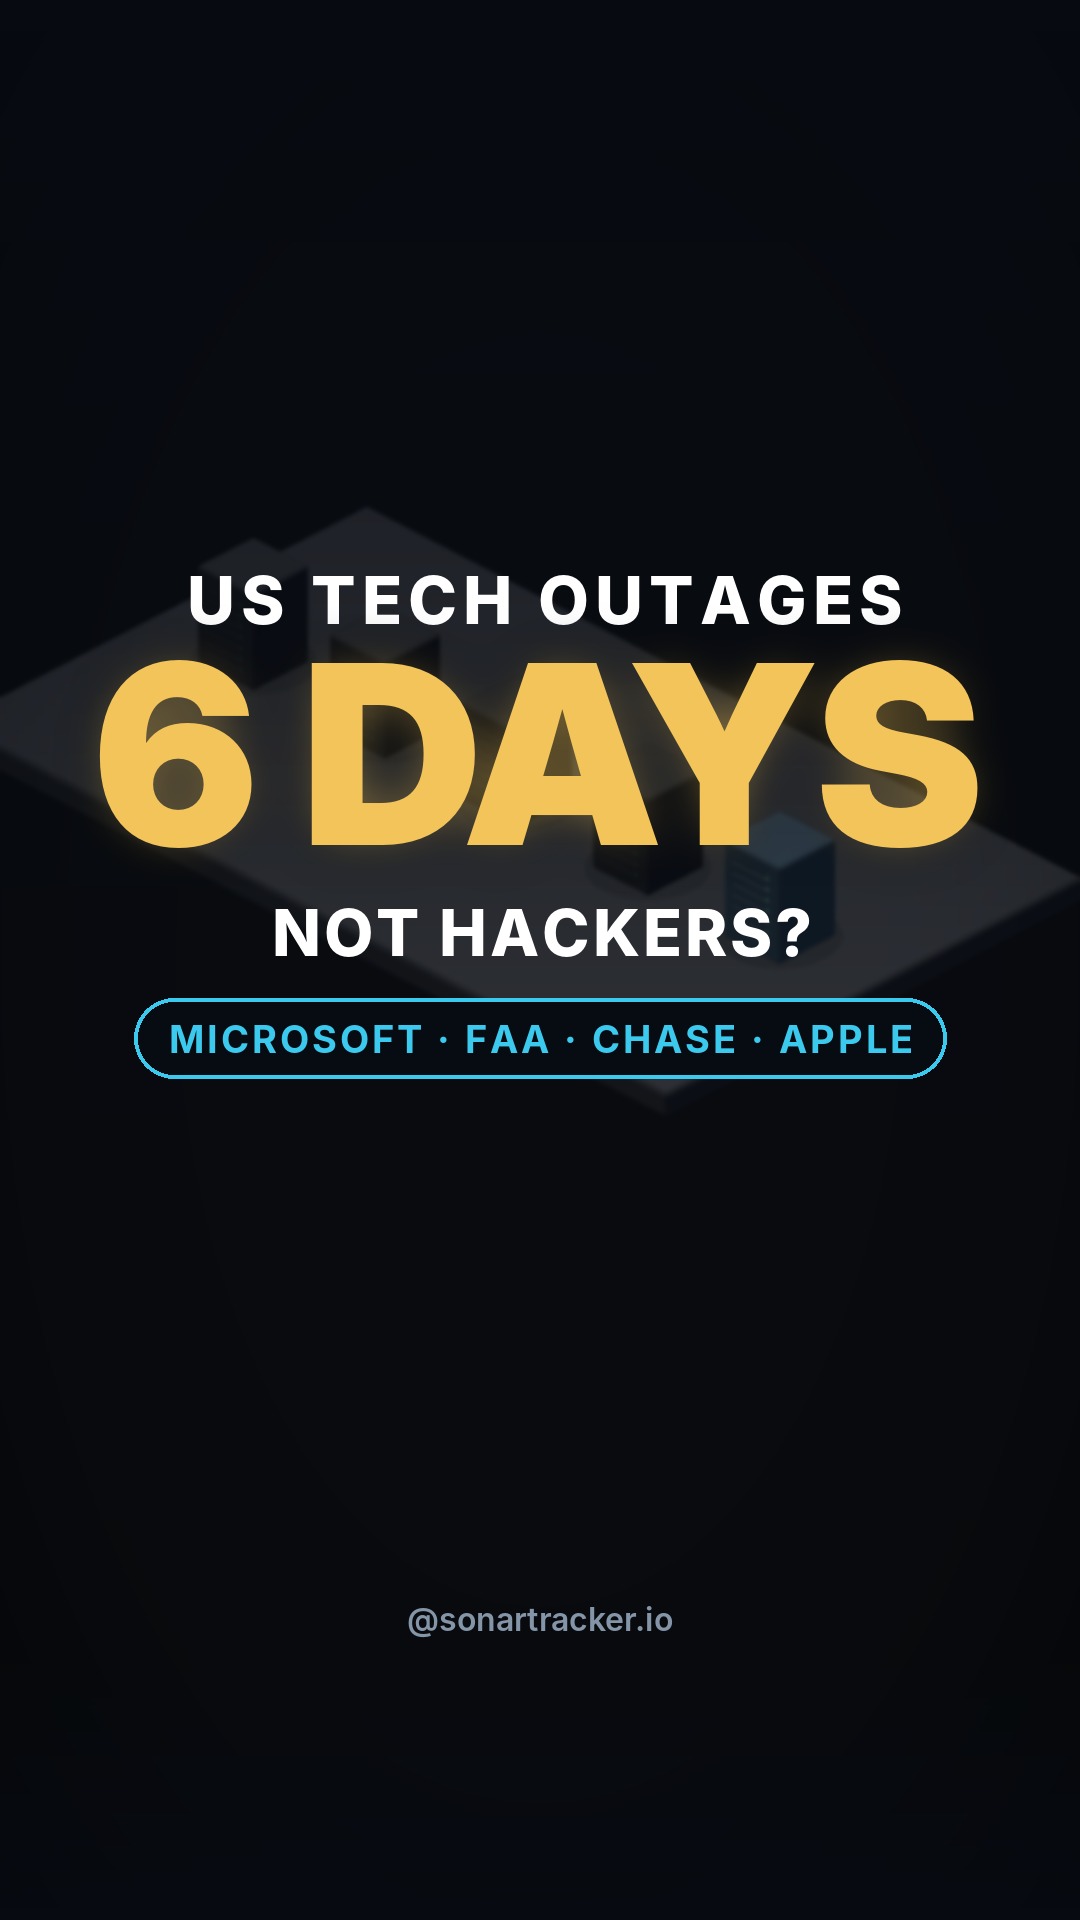 US TECH OUTAGES
6 DAYS
NOT HACKERS?
MICROSOFT · FAA · CHASE · APPLE
@sonartracker.io